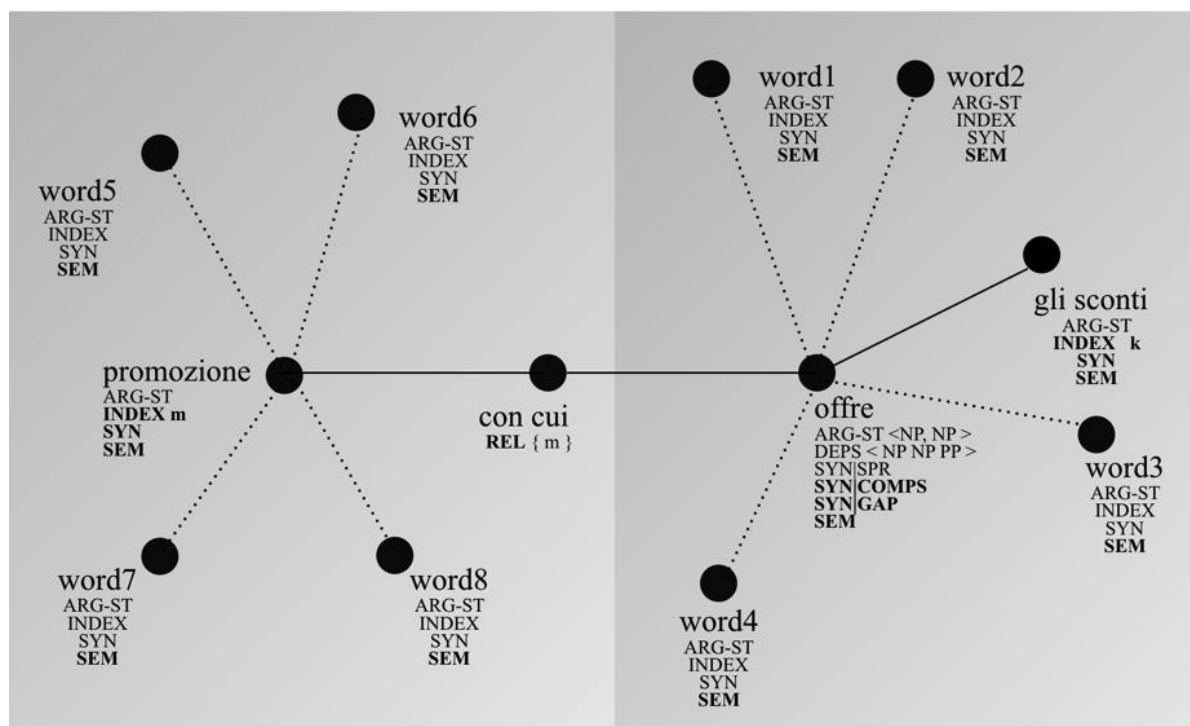 word6
ARG-ST
INDEX
SYN
SEM
word5
ARG-ST
INDEX
SYN
SEM
promozione
ARG-ST
INDEX m
SYN
SEM
con cui
REL { m }
word7
ARG-ST
INDEX
SYN
SEM
word8
ARG-ST
INDEX
SYN
SEM
word1
ARG-ST
INDEX
SYN
SEM
word2
ARG-ST
INDEX
SYN
SEM
gli sconti
ARG-ST
INDEX k
SYN
SEM
offre
ARG-ST <NP, NP >
DEPS < NP NP PP >
SYN|SPR
SYN|COMPS
SYN|GAP
SEM
word3
ARG-ST
INDEX
SYN
SEM
word4
ARG-ST
INDEX
SYN
SEM